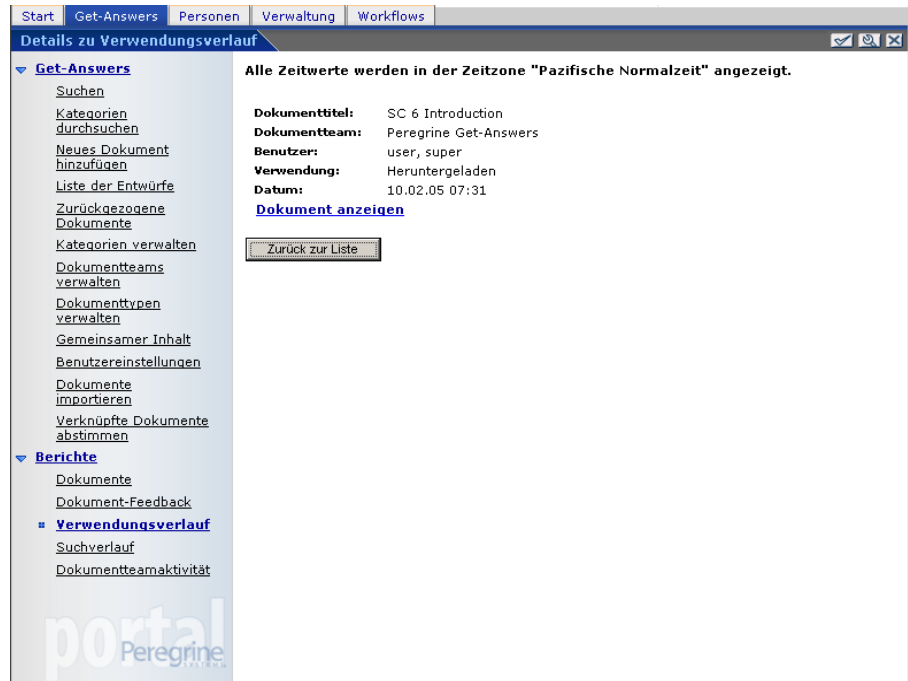 Start Get-Answers Personen Verwaltung Workflows
Details zu Verwendungsverlauf
Get-Answers
Suchen
Kategorien
durchsuchen
Neues Dokument
hinzufügen
Liste der Entwürfe
Zurückgezogene
Dokumente
Kategorien verwalten
Dokumentteams
verwalten
Dokumenttypen
verwalten
Gemeinsamer Inhalt
Benutzereinstellungen
Dokumente
importieren
Verknüpfte Dokumente
abstimmen
Berichte
Dokumente
Dokument-Feedback
Verwendungsverlauf
Suchverlauf
Dokumentteamaktivität
portal
Peregrine
SYSTEMS
Alle Zeitwerte werden in der Zeitzone "Pazifische Normalzeit" angezeigt.
Dokumenttitel: SC 6 Introduction
Dokumentteam: Peregrine Get-Answers
Benutzer: user, super
Verwendung: Heruntergeladen
Datum: 10.02.05 07:31
Dokument anzeigen
Zurück zur Liste